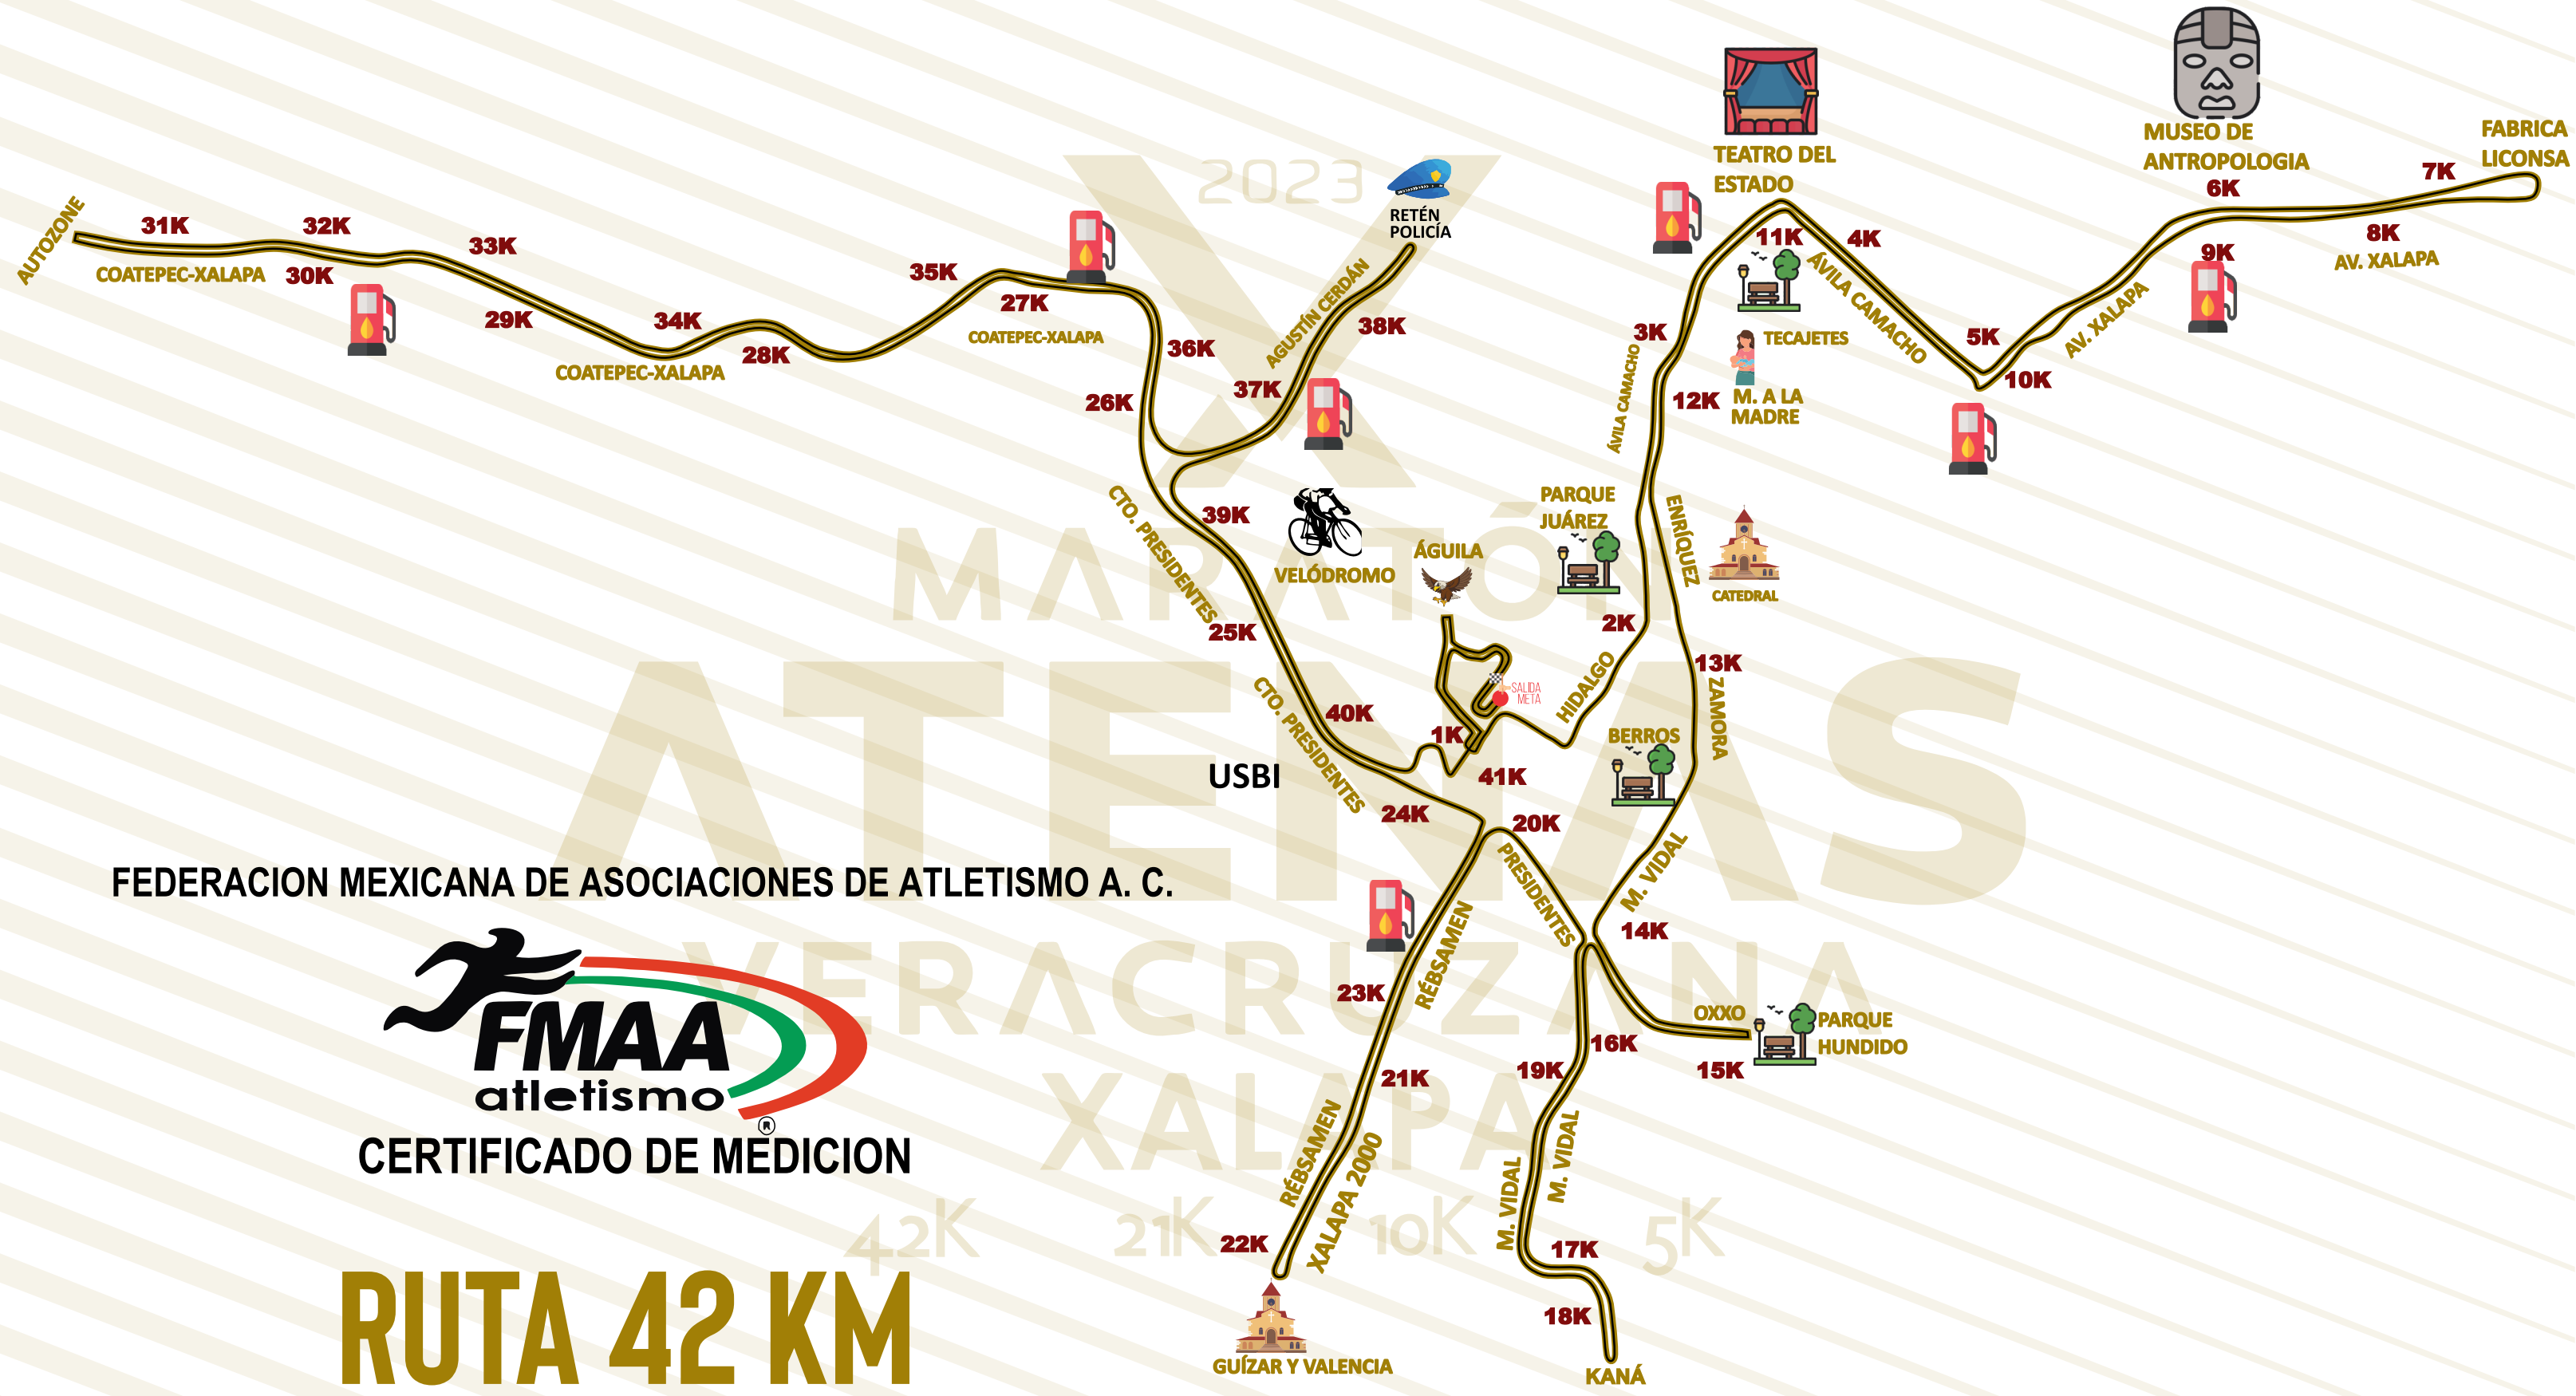 MUSEO DE
ANTROPOLOGIA
FABRICA
LICONSA
TEATRO DEL
ESTADO
2023
RETÉN
POLICÍA
7K
6K
8K
9K
AV. XALAPA
AV. XALAPA
11K
4K
ÁVILA CAMACHO
5K
10K
3K
ÁVILA CAMACHO
12K
TECAJETES
M. A LA
MADRE
AUTOZONE
31K
32K
33K
COATEPEC-XALAPA
30K
29K
34K
COATEPEC-XALAPA
28K
35K
27K
COATEPEC-XALAPA
36K
26K
AGUSTÍN CERDÁN
38K
37K
X
39K
CTO. PRESIDENTES
VELÓDROMO
25K
CTO. PRESIDENTES
40K
USBI
24K
ÁGUILA
SALIDA
META
1K
41K
PARQUE
JUÁREZ
ENRÍQUEZ
CATEDRAL
2K
HIDALGO
13K
ZAMORA
BERROS
20K
PRESIDENTES
M. VIDAL
14K
OXXO
PARQUE
HUNDIDO
15K
16K
19K
M. VIDAL
M. VIDAL
17K
18K
KANÁ
RÉBSAMEN
23K
21K
RÉBSAMEN
XALAPA 2000
22K
GUÍZAR Y VALENCIA
MARATÓN
ATENAS
VERACRUZANA
XALAPA
42K
21K
10K
5K
FEDERACION MEXICANA DE ASOCIACIONES DE ATLETISMO A. C.
FMAA
atletismo
®
CERTIFICADO DE MEDICION
RUTA 42 KM